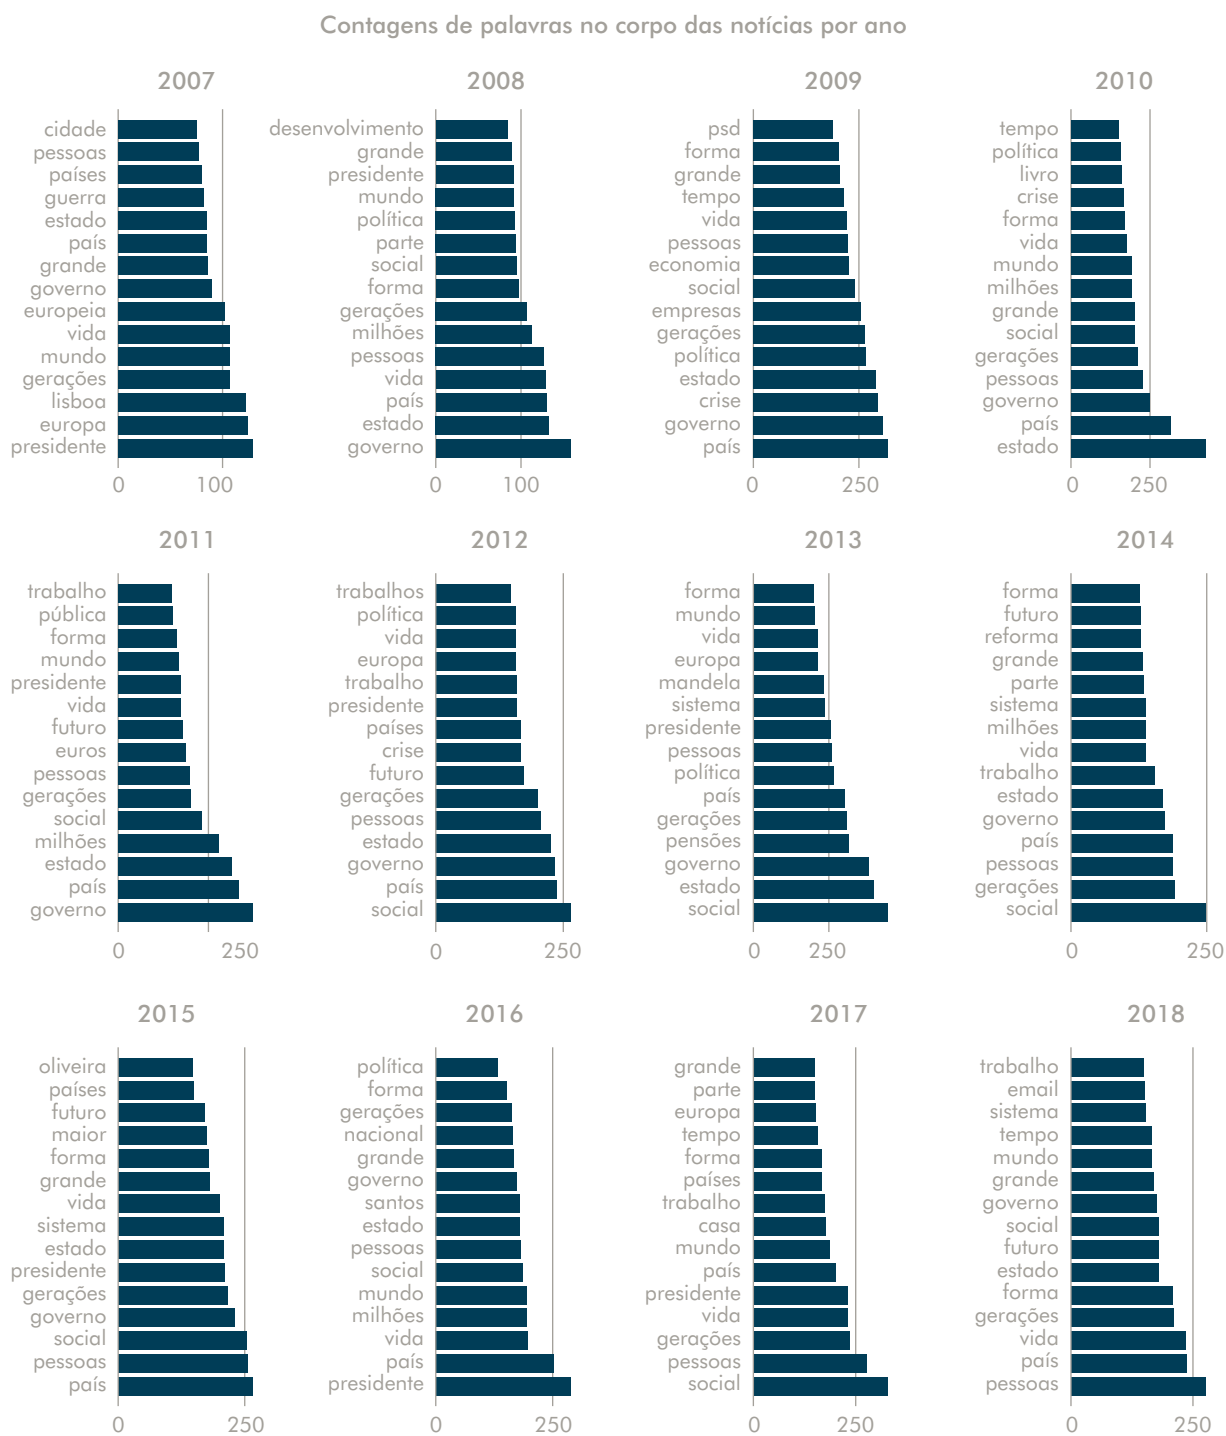 Contagens de palavras no corpo das notícias por ano
2007
cidade
pessoas
países
guerra
estado
país
grande
governo
europeia
vida
mundo
gerações
lisboa
europa
presidente
0 100
2008
desenvolvimento
grande
presidente
mundo
política
parte
social
forma
gerações
milhões
pessoas
vida
país
estado
governo
0 100
2009
psd
forma
grande
tempo
vida
pessoas
economia
social
empresas
gerações
política
estado
crise
governo
país
0 250
2010
tempo
política
livro
crise
forma
vida
mundo
milhões
grande
social
gerações
pessoas
governo
país
estado
0 250
2011
trabalho
pública
forma
mundo
presidente
vida
futuro
euros
pessoas
gerações
social
milhões
estado
país
governo
0 250
2012
trabalhos
política
vida
europa
trabalho
presidente
países
crise
futuro
gerações
pessoas
estado
governo
país
social
0 250
2013
forma
mundo
vida
europa
mandela
sistema
presidente
pessoas
política
país
gerações
pensões
governo
estado
social
0 250
2014
forma
futuro
reforma
grande
parte
sistema
milhões
vida
trabalho
estado
governo
país
pessoas
gerações
social
0 250
2015
oliveira
países
futuro
maior
forma
grande
vida
sistema
estado
presidente
gerações
governo
social
pessoas
país
0 250
2016
política
forma
gerações
nacional
grande
governo
santos
estado
pessoas
social
mundo
milhões
vida
país
presidente
0 250
2017
grande
parte
europa
tempo
forma
países
trabalho
casa
mundo
país
presidente
vida
gerações
pessoas
social
0 250
2018
trabalho
email
sistema
tempo
mundo
grande
governo
social
futuro
estado
forma
gerações
vida
país
pessoas
0 250